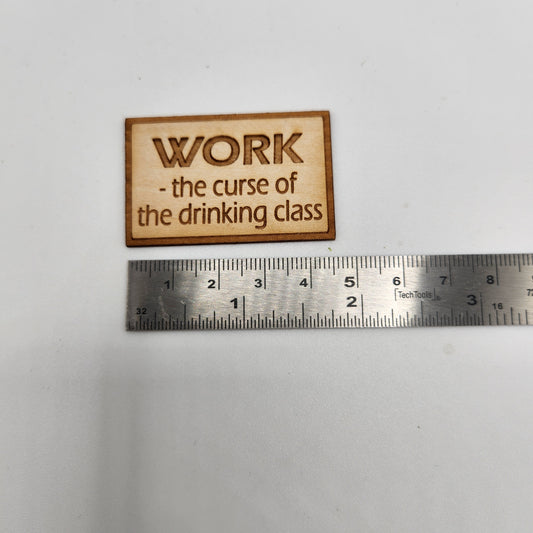 WORK
- the curse of
the drinking class
1 2 3 4 5 6 7 8
TechTools
32 1 2 3 16